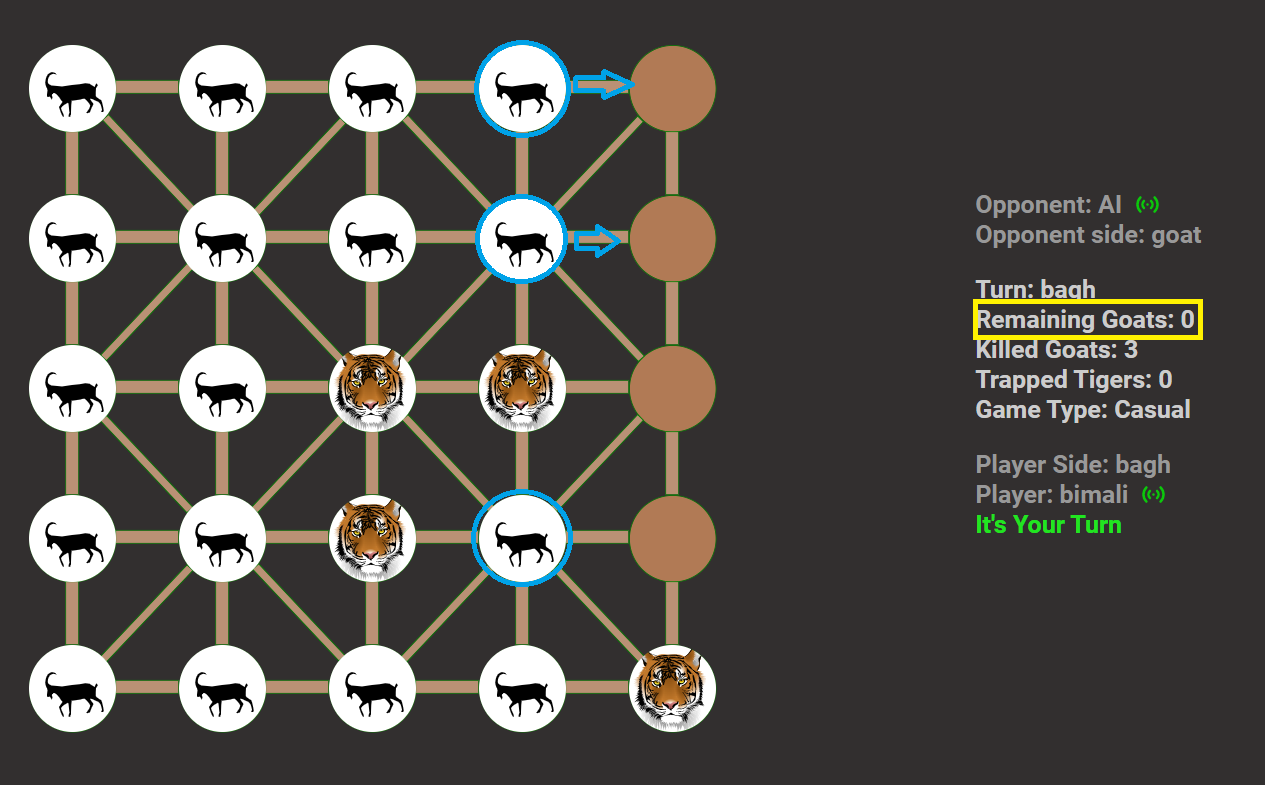 Opponent: AI
Opponent side: goat
Turn: bagh
Remaining Goats: 0
Killed Goats: 3
Trapped Tigers: 0
Game Type: Casual
Player Side: bagh
Player: bimali
It's Your Turn